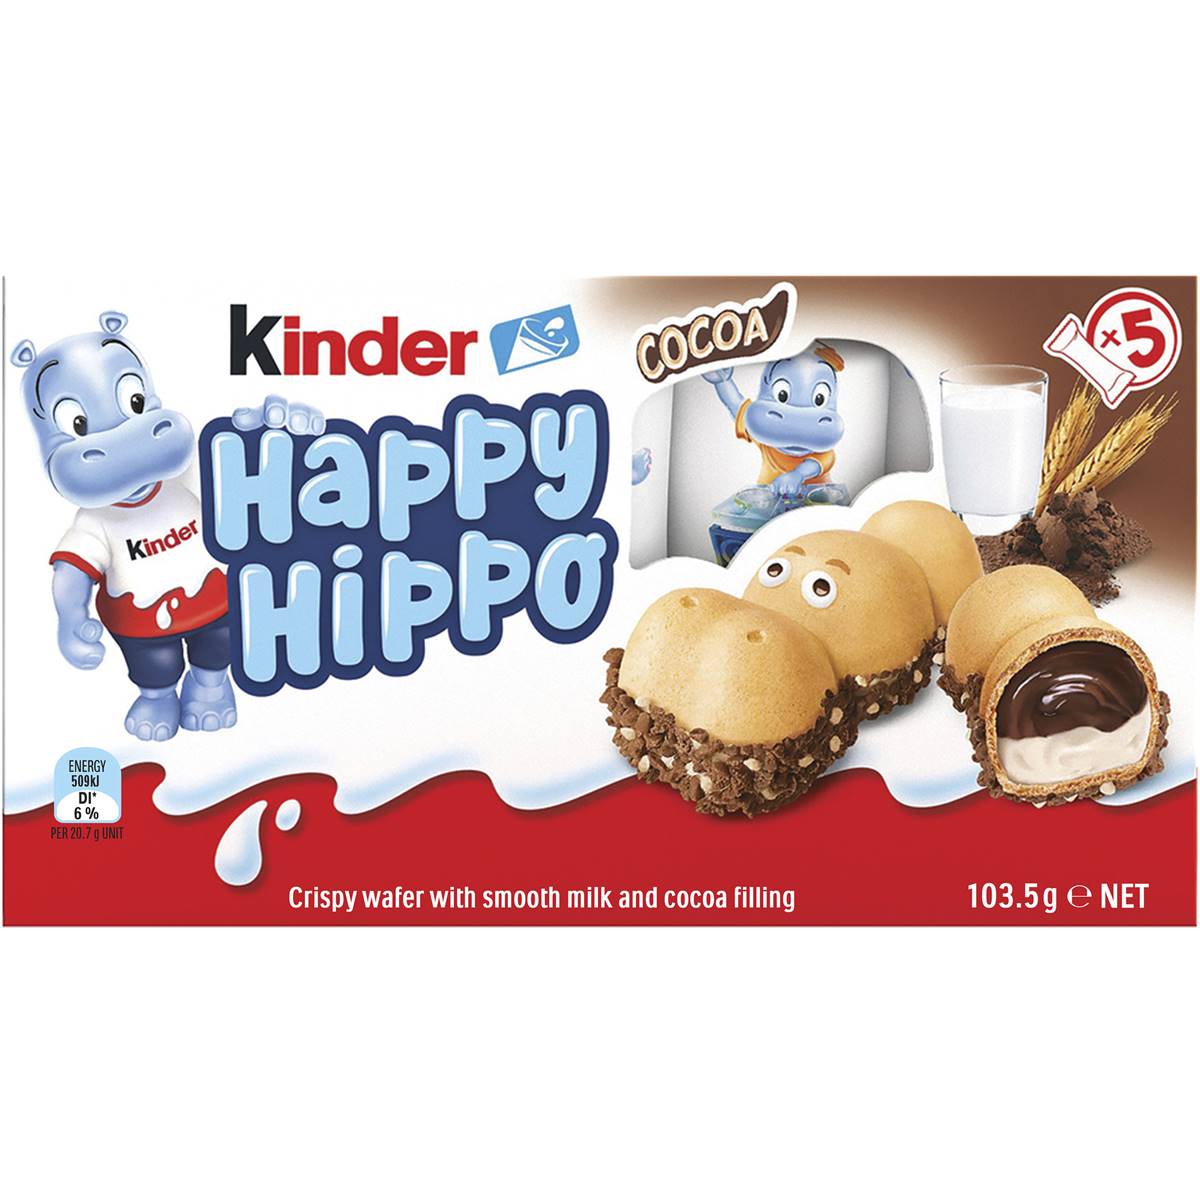 Kinder
Happy
Hippo
COCOA
×5
Kinder
ENERGY
509kJ
DI*
6 %
PER 20.7 g UNIT
Crispy wafer with smooth milk and cocoa filling
103.5 g ℮ NET